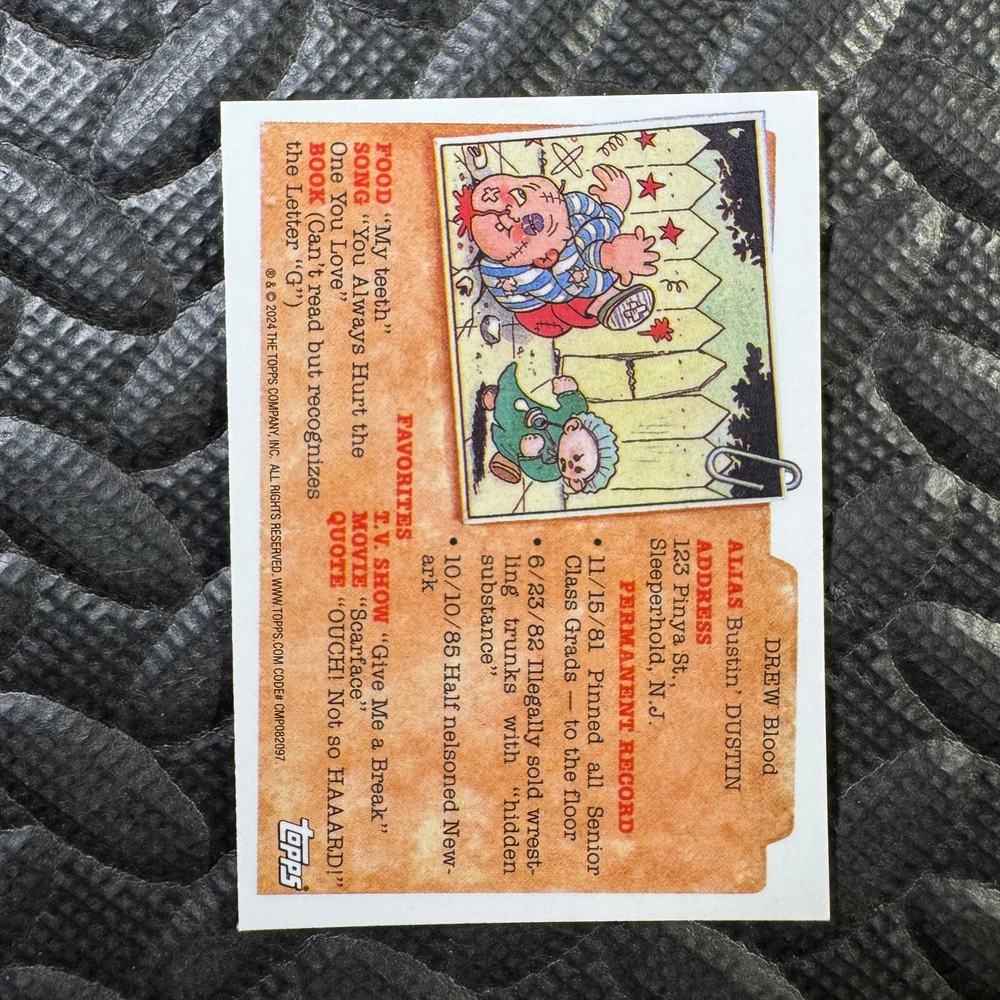 DREW Blood
ALIAS Bustin' DUSTIN
ADDRESS
123 Pinya St.,
Sleeperhold, N.J.
PERMANENT RECORD
• 11/15/81 Pinned all Senior
Class Grads — to the floor
• 6/23/82 Illegally sold wrest-
ling trunks with "hidden
substance"
• 10/10/85 Half nelsoned New-
ark
FAVORITES
FOOD "My teeth"
SONG "You Always Hurt the
One You Love"
BOOK (Can't read but recognizes
the Letter "G")
T.V. SHOW "Give Me a Break"
MOVIE "Scarface"
QUOTE "OUCH! Not so HAAARD!"
® & © 2024 THE TOPPS COMPANY, INC. ALL RIGHTS RESERVED. WWW.TOPPS.COM CODE# CMP082097.
topps®